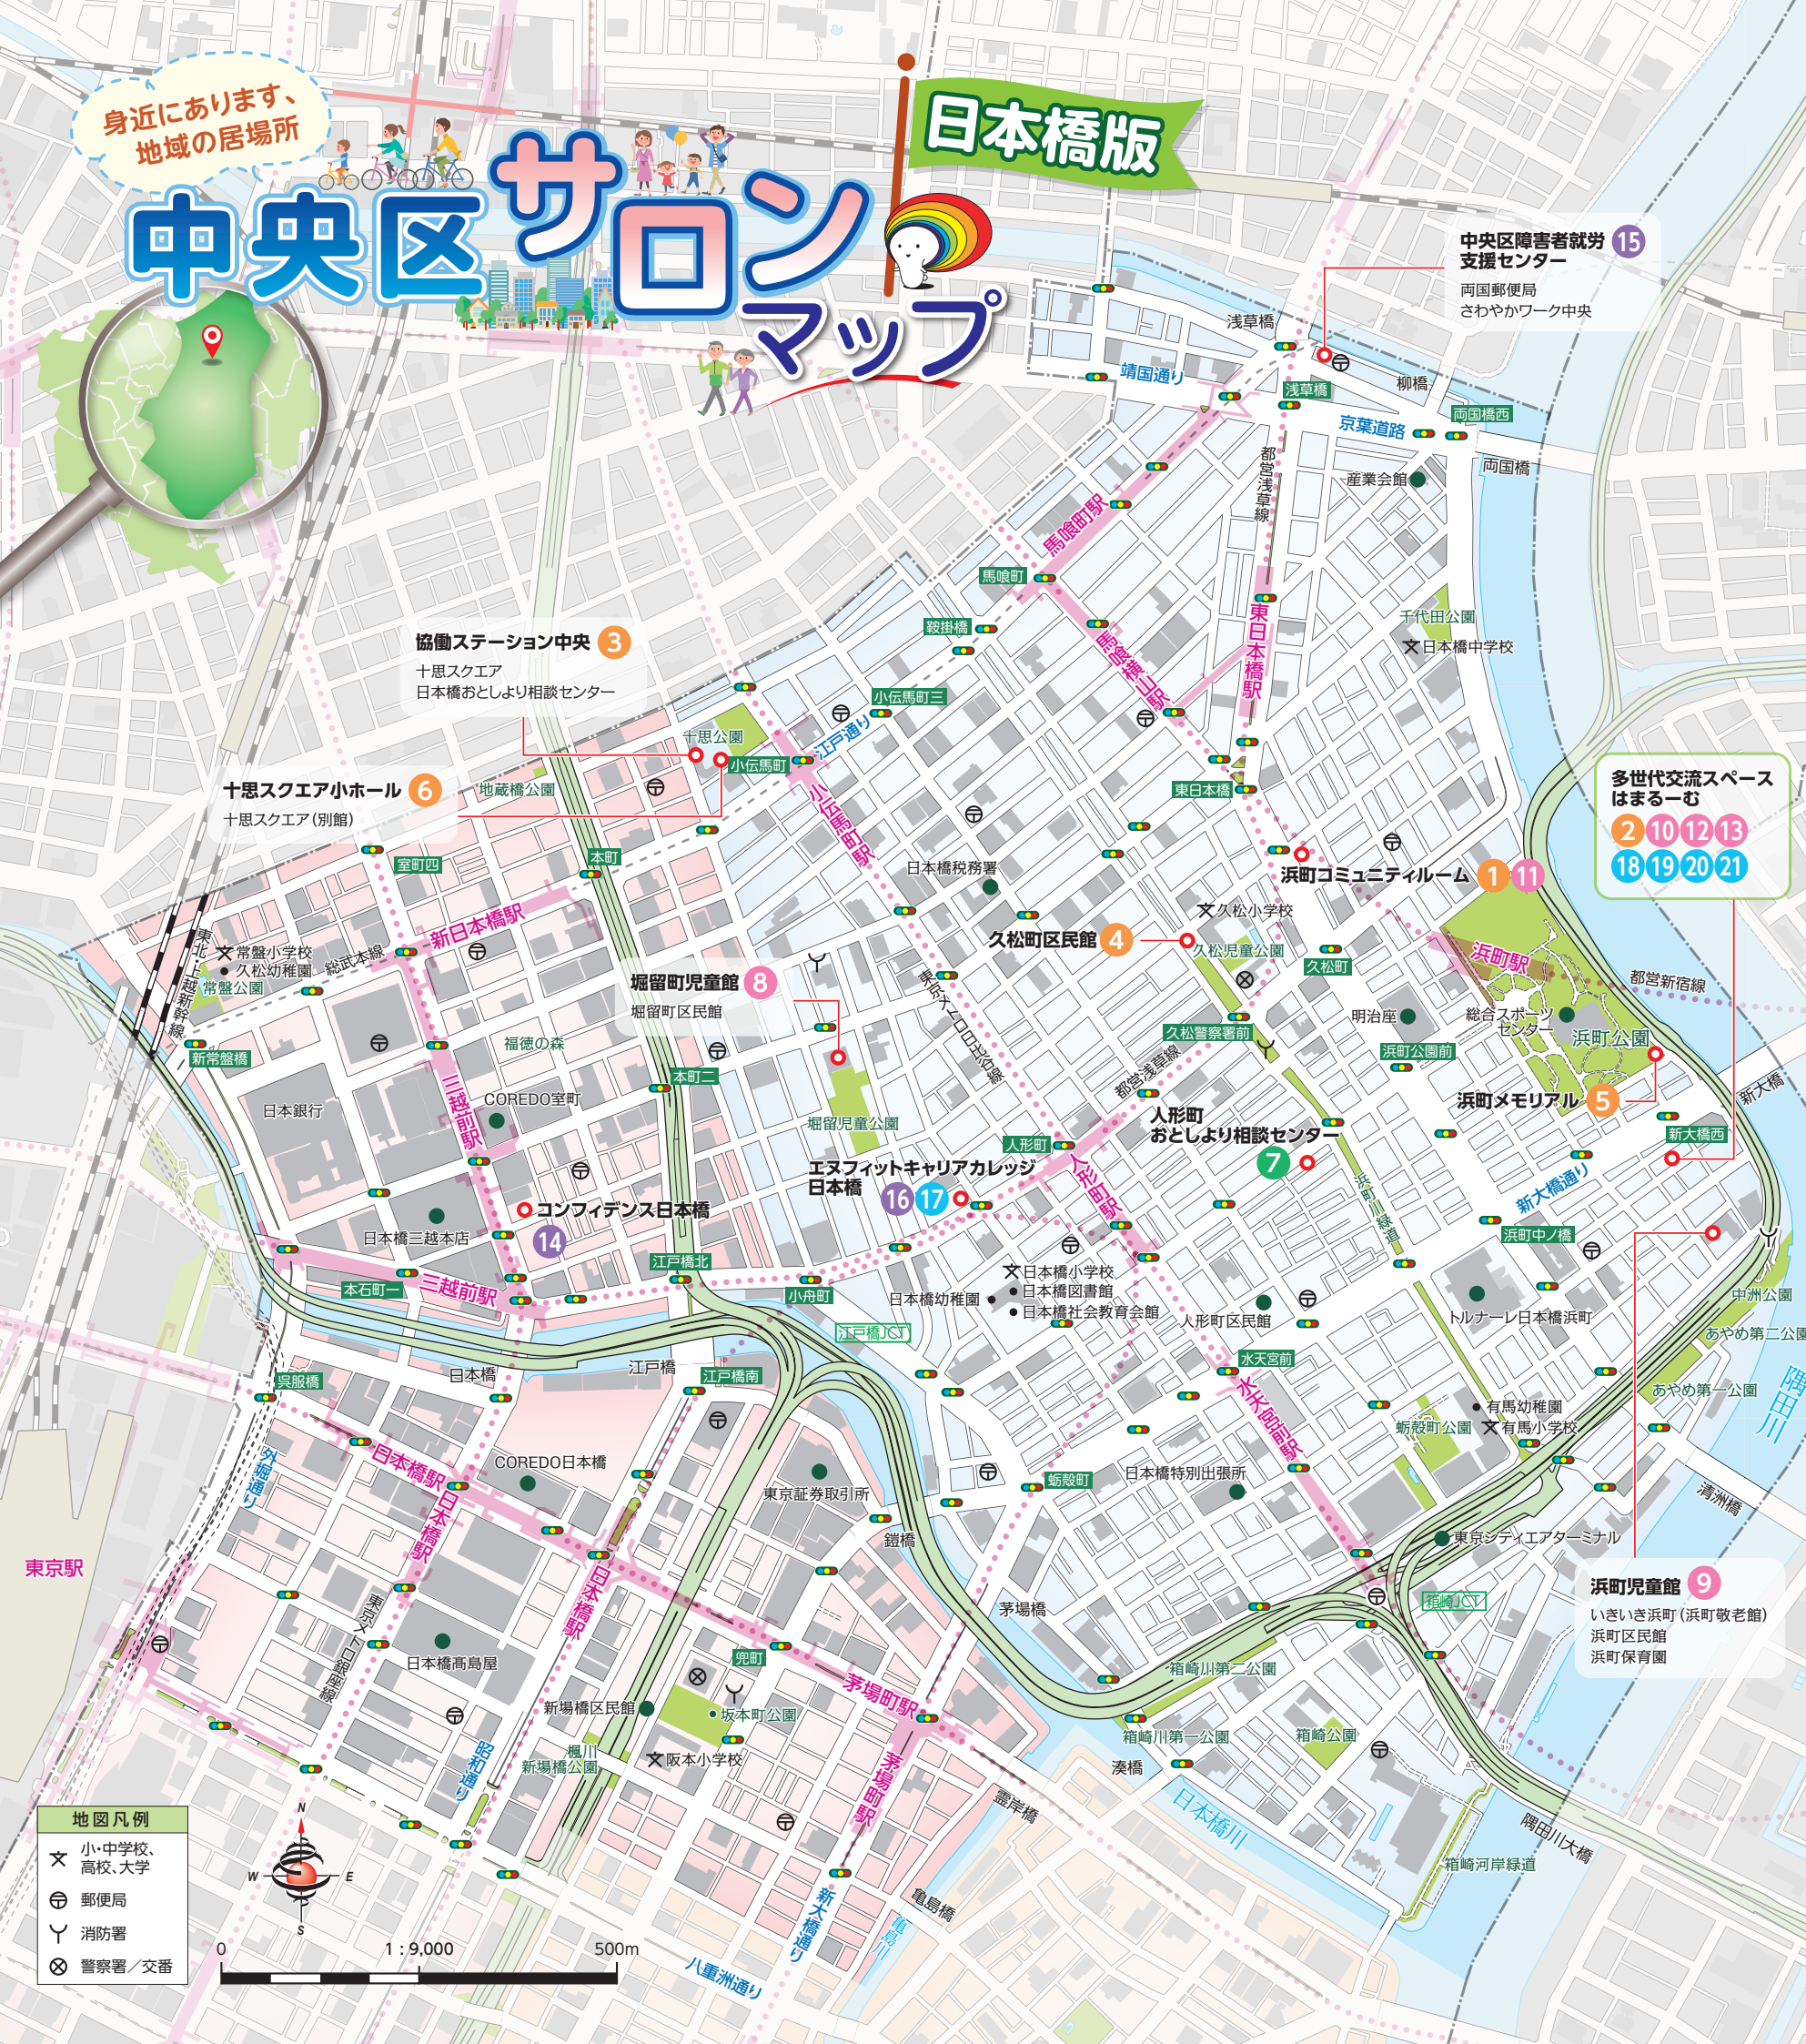 身近にあります、
地域の居場所
中央区サロンマップ
日本橋版
中央区障害者就労
支援センター
15
両国郵便局
さわやかワーク中央
浅草橋
柳橋
靖国通り
浅草橋
両国橋西
京葉道路
両国橋
都営浅草線
産業会館
馬喰町駅
馬喰町
鞍掛橋
馬喰横山駅
東日本橋駅
千代田公園
日本橋中学校
協働ステーション中央
3
十思スクエア
日本橋おとしより相談センター
小伝馬町三
江戸通り
十思公園
小伝馬町
小伝馬町駅
東日本橋
十思スクエア小ホール
6
十思スクエア(別館)
地蔵橋公園
多世代交流スペース
はまるーむ
2 10 12 13
18 19 20 21
室町四
本町
日本橋税務署
浜町コミュニティルーム
1 11
新日本橋駅
久松小学校
久松町区民館
4
久松児童公園
久松町
浜町駅
都営新宿線
東北・上越新幹線
常盤小学校
久松幼稚園
常盤公園
総武本線
堀留町児童館
8
堀留町区民館
東京メトロ日比谷線
明治座
総合スポーツ
センター
浜町公園
新常盤橋
福徳の森
久松警察署前
浜町公園前
三越前駅
本町二
都営浅草線
新大橋
日本銀行
COREDO室町
堀留児童公園
人形町
人形町
おとしより相談センター
7
浜町メモリアル
5
新大橋西
エヌフィットキャリアカレッジ
日本橋
16 17
人形町駅
浜町川緑道
新大橋通り
コンフィデンス日本橋
14
日本橋三越本店
浜町中ノ橋
江戸橋北
本石町一
三越前駅
小舟町
日本橋小学校
日本橋図書館
日本橋幼稚園
日本橋社会教育会館
人形町区民館
トルナーレ日本橋浜町
中洲公園
あやめ第二公園
江戸橋JCT
日本橋
江戸橋
江戸橋南
呉服橋
水天宮前
水天宮前駅
あやめ第一公園
隅田川
有馬幼稚園
有馬小学校
蛎殻町公園
外堀通り
日本橋駅
日本橋駅
COREDO日本橋
東京証券取引所
蛎殻町
日本橋特別出張所
清洲橋
鎧橋
東京シティエアターミナル
東京駅
日本橋駅
東京メトロ銀座線
茅場橋
箱崎JCT
浜町児童館
9
いきいき浜町(浜町敬老館)
浜町区民館
浜町保育園
日本橋髙島屋
兜町
茅場町駅
箱崎川第二公園
新場橋区民館
坂本町公園
箱崎川第一公園
箱崎公園
昭和通り
楓川
新場橋公園
阪本小学校
茅場町駅
湊橋
霊岸橋
日本橋川
隅田川大橋
箱崎河岸緑道
亀島橋
亀島川
新大橋通り
八重洲通り
地図凡例
小・中学校、
高校、大学
郵便局
消防署
警察署/交番
N
W
E
S
0
1:9,000
500m